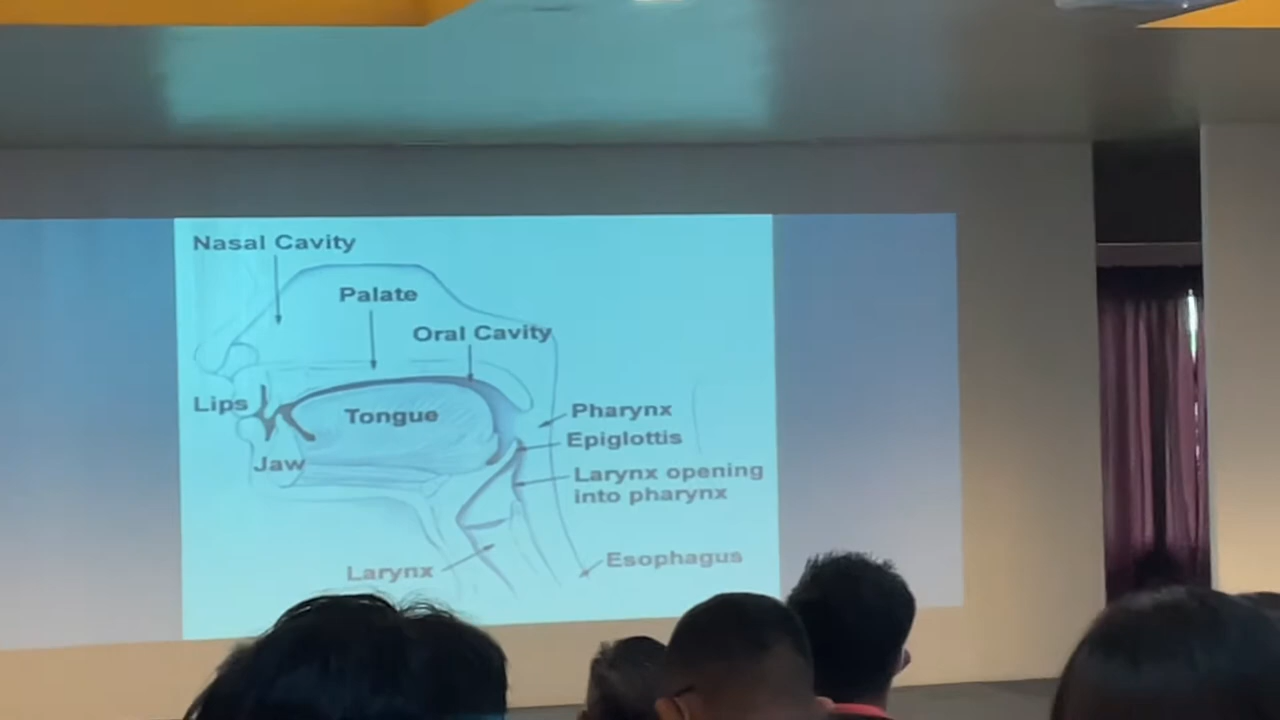 Nasal Cavity
Palate
Oral Cavity
Lips
Tongue
Pharynx
Epiglottis
Jaw
Larynx opening
into pharynx
Larynx
Esophagus